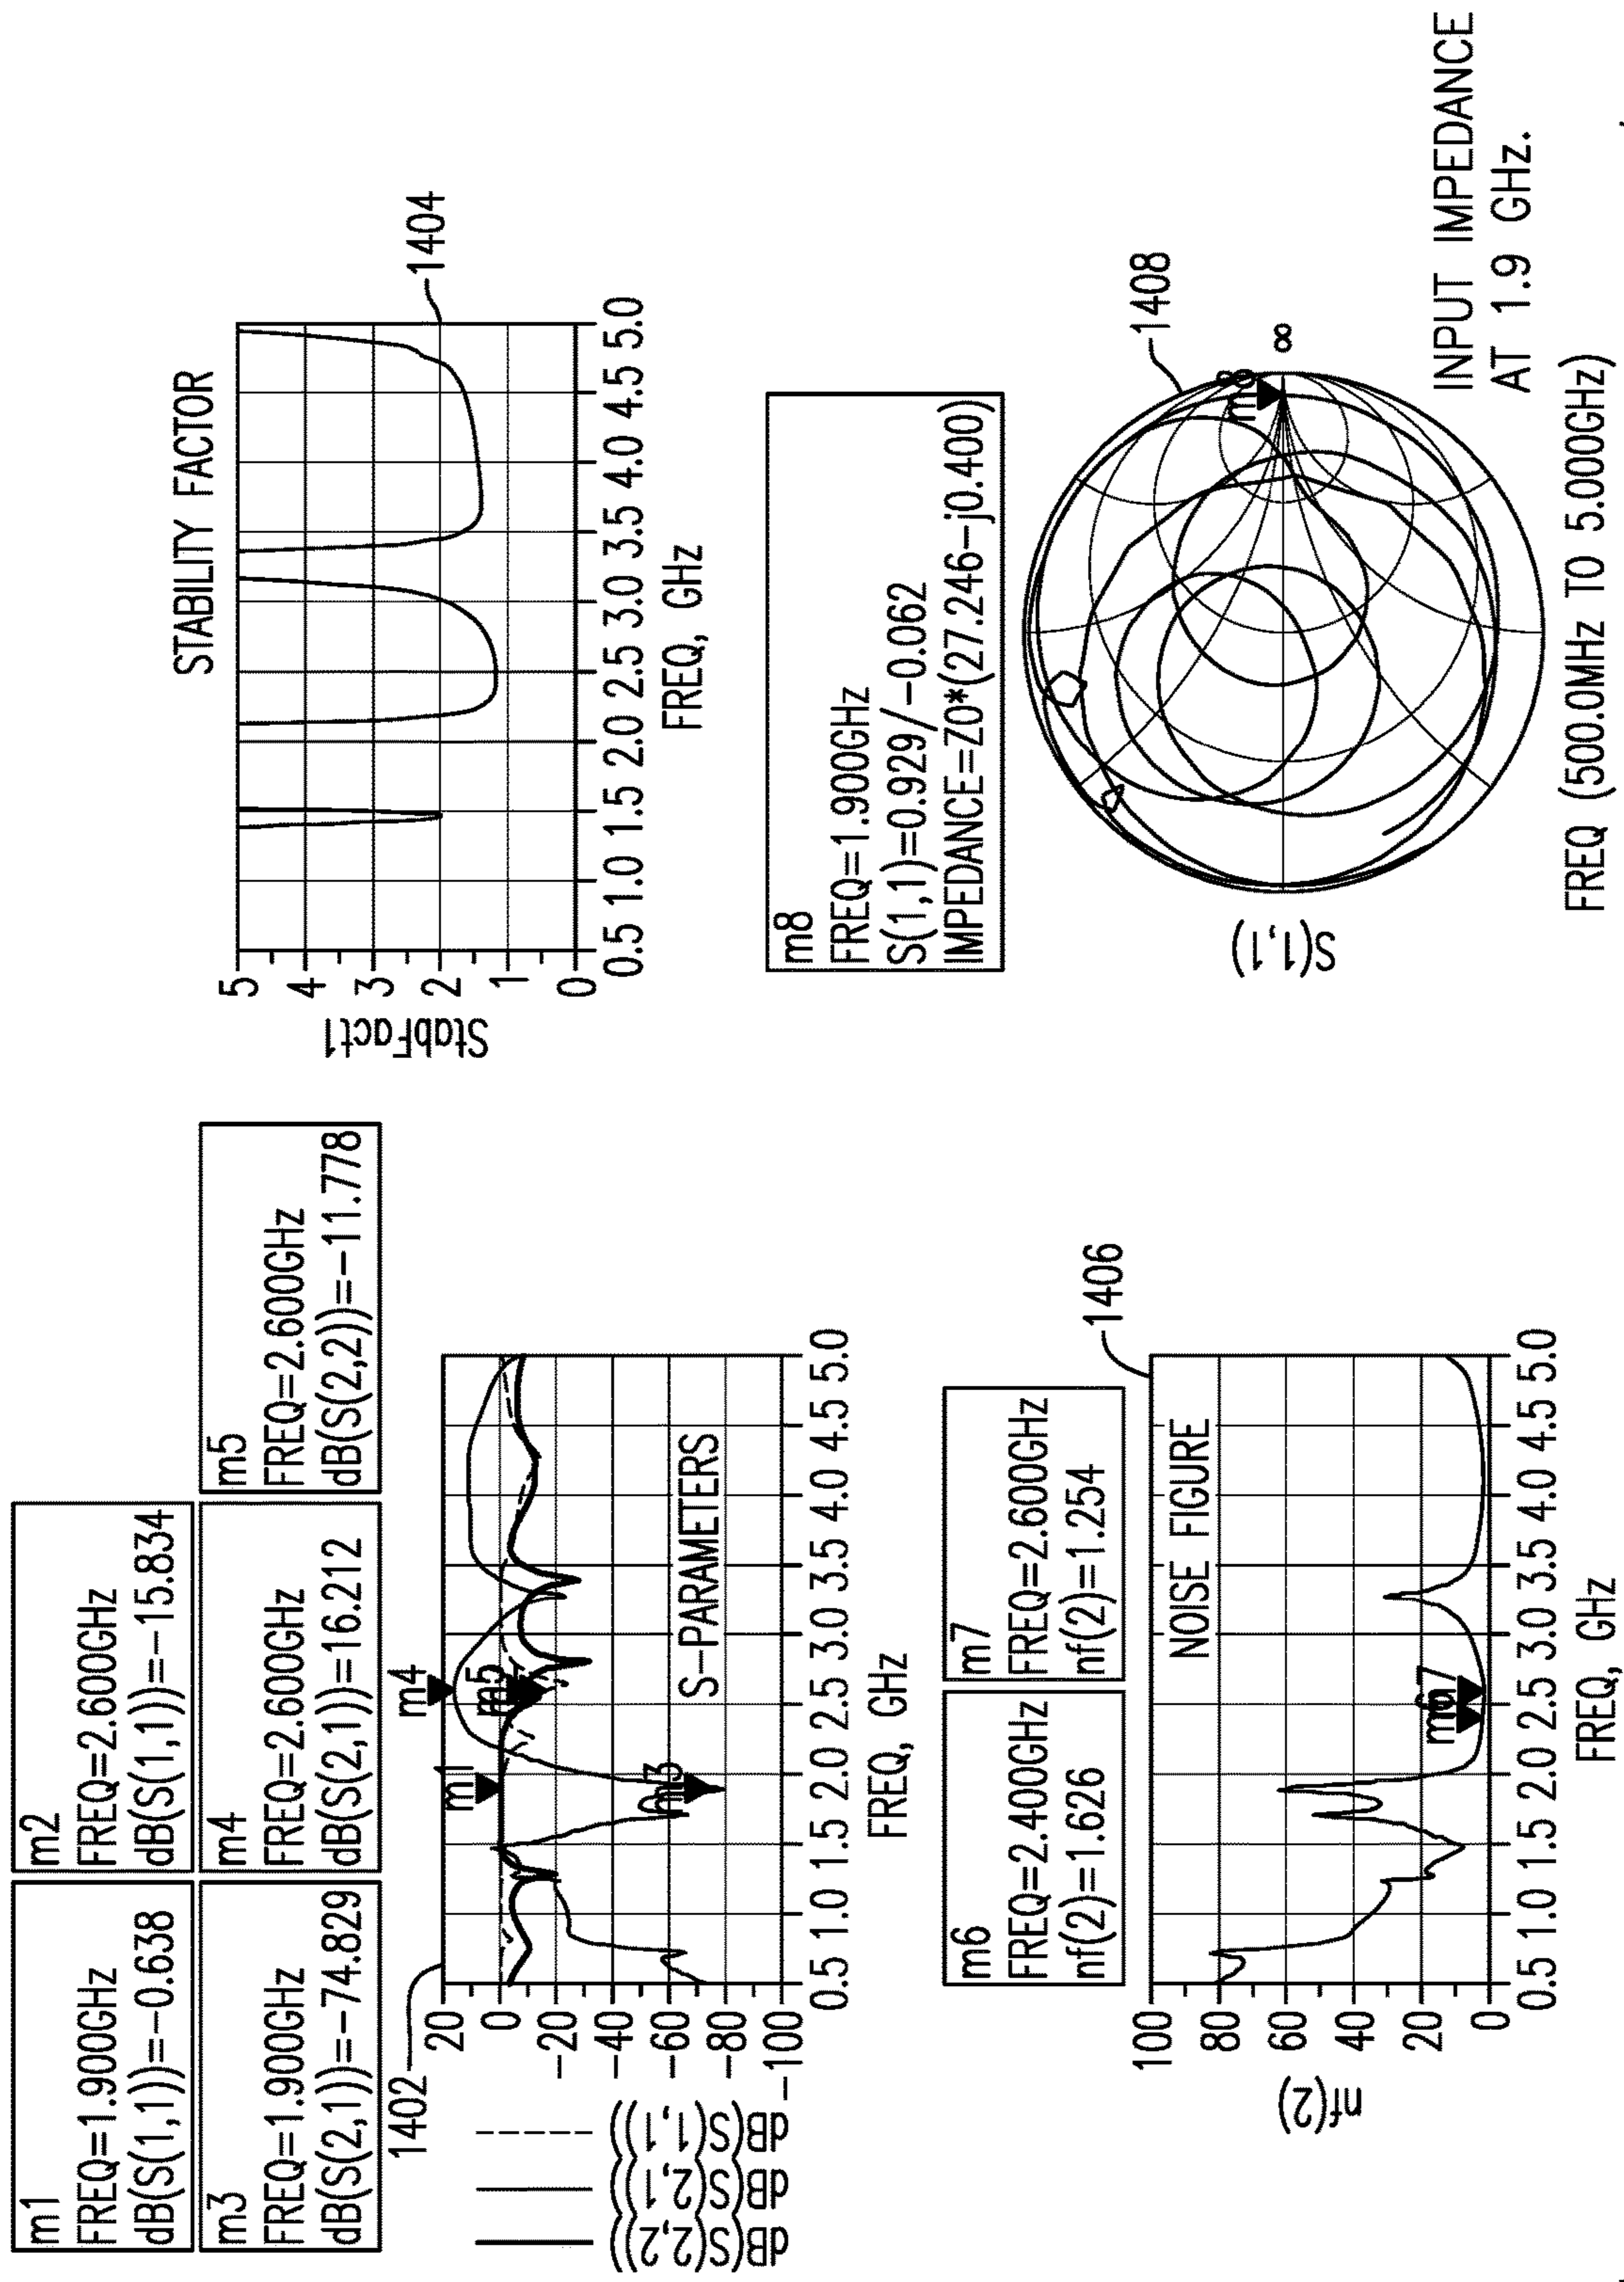 m1
FREQ=1.900GHz
dB(S(1,1))=-0.638
m2
FREQ=2.600GHz
dB(S(1,1))=-15.834
m3
FREQ=1.900GHz
dB(S(2,1))=-74.829
m4
FREQ=2.600GHz
dB(S(2,1))=16.212
m5
FREQ=2.600GHz
dB(S(2,2))=-11.778
1402
dB(S(2,2))
dB(S(2,1))
dB(S(1,1))
20
0
-20
-40
-60
-80
-100
m1
m3
m4
m5
S-PARAMETERS
0.5 1.0 1.5 2.0 2.5 3.0 3.5 4.0 4.5 5.0
FREQ, GHz
STABILITY FACTOR
StabFact1
5
4
3
2
1
0
1404
0.5 1.0 1.5 2.0 2.5 3.0 3.5 4.0 4.5 5.0
FREQ, GHz
m6
FREQ=2.400GHz
nf(2)=1.626
m7
FREQ=2.600GHz
nf(2)=1.254
1406
nf(2)
100
80
60
40
20
0
NOISE FIGURE
0.5 1.0 1.5 2.0 2.5 3.0 3.5 4.0 4.5 5.0
FREQ, GHz
m8
FREQ=1.900GHz
S(1,1)=0.929/-0.062
IMPEDANCE=Z0*(27.246-j0.400)
S(1,1)
m8
∞
1408
INPUT IMPEDANCE
AT 1.9 GHz.
FREQ (500.0MHz TO 5.000GHz)